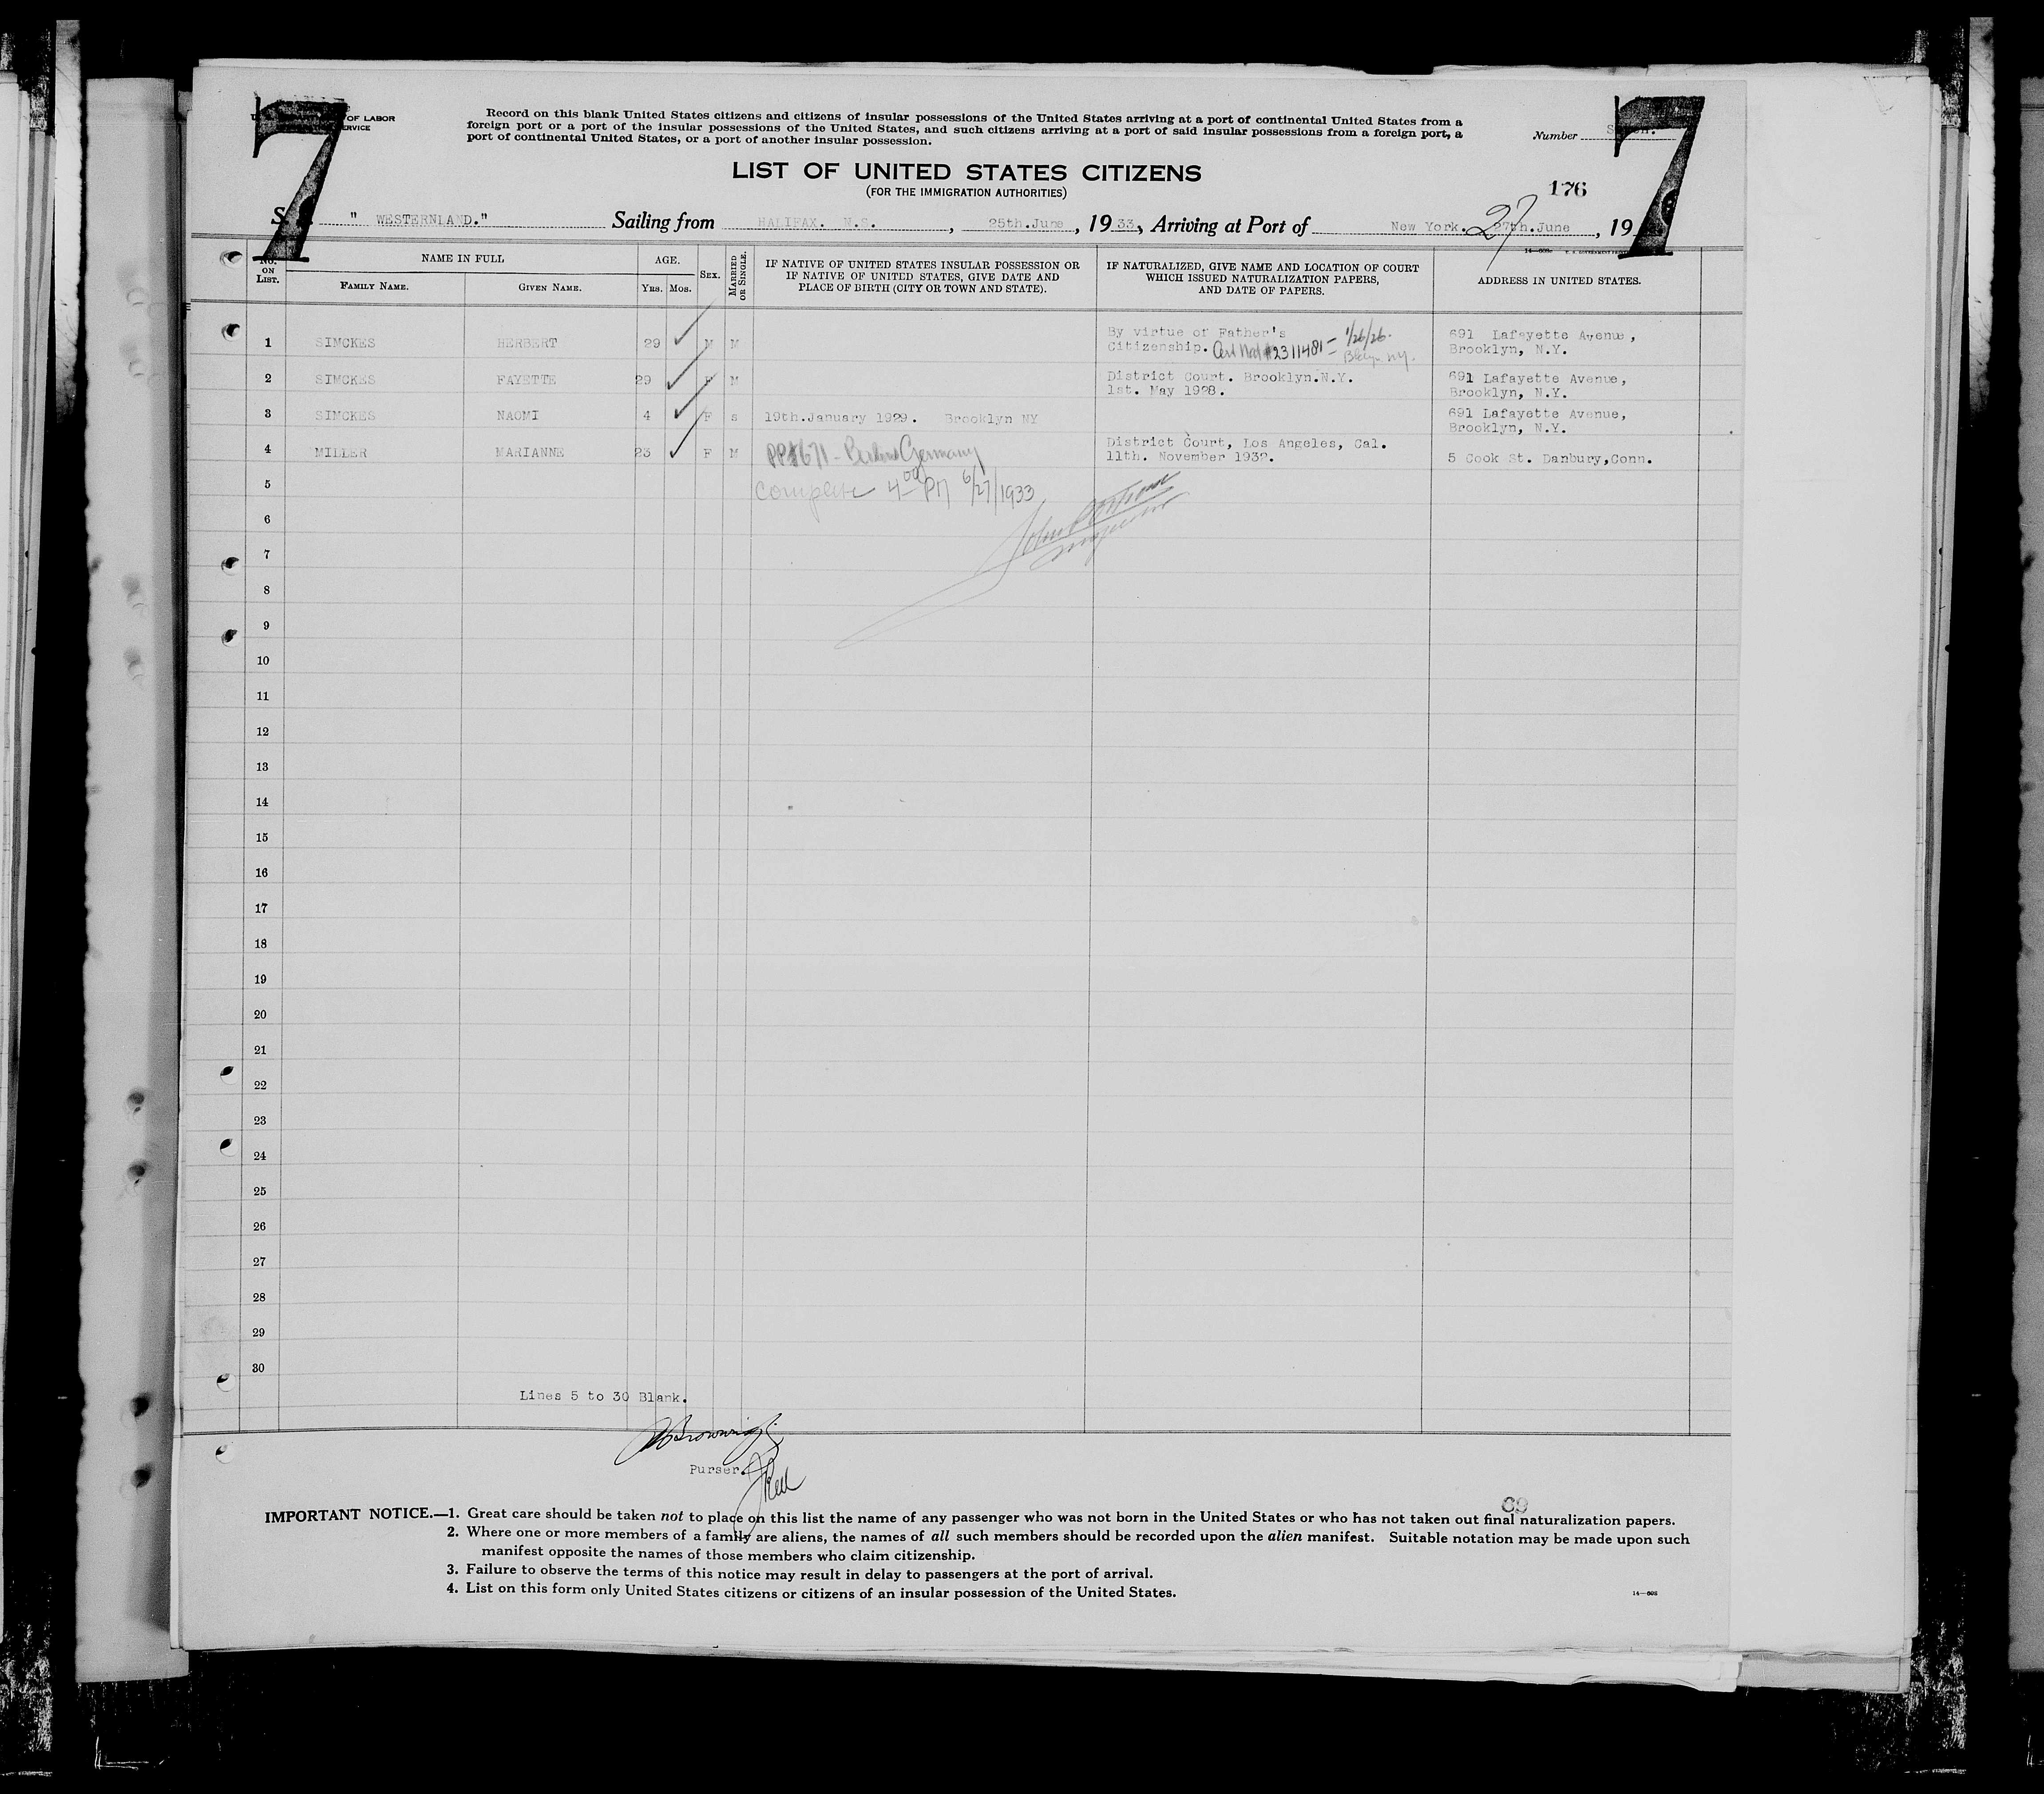 7
7
OF LABOR
Record on this blank United States citizens and citizens of insular possessions of the United States arriving at a port of continental United States from a
foreign port or a port of the insular possessions of the United States, and such citizens arriving at a port of said insular possessions from a foreign port, a
port of continental United States, or a port of another insular possession.
Number
LIST OF UNITED STATES CITIZENS
(FOR THE IMMIGRATION AUTHORITIES)
176
S. " WESTERNLAND." Sailing from HALIFAX. N.S. , 25th.June , 19 33, Arriving at Port of New York. 27th.June , 19
27
No. ON LIST.
NAME IN FULL
FAMILY NAME.
GIVEN NAME.
AGE.
YRS. MOS.
SEX.
MARRIED OR SINGLE.
IF NATIVE OF UNITED STATES INSULAR POSSESSION OR
IF NATIVE OF UNITED STATES, GIVE DATE AND
PLACE OF BIRTH (CITY OR TOWN AND STATE).
IF NATURALIZED, GIVE NAME AND LOCATION OF COURT
WHICH ISSUED NATURALIZATION PAPERS,
AND DATE OF PAPERS.
ADDRESS IN UNITED STATES.
1 SIMCKES HERBERT 29 M M By virtue of Father's
Citizenship. Cert Nat #2311481 - 1/26/26.
Bklyn NY.
691 Lafayette Avenue,
Brooklyn, N.Y.
2 SIMCKES FAYETTE 29 F M District Court. Brooklyn.N.Y.
1st. May 1928.
691 Lafayette Avenue,
Brooklyn, N.Y.
3 SIMCKES NAOMI 4 F s 19th.January 1929. Brooklyn NY
691 Lafayette Avenue,
Brooklyn, N.Y.
4 MILLER MARIANNE 23 F M Germany
District Court, Los Angeles, Cal.
11th. November 1932.
5 Cook St. Danbury,Conn.
5 Complete 4 00 PM 6/27/1933
6
7
8
9
10
11
12
13
14
15
16
17
18
19
20
21
22
23
24
25
26
27
28
29
30
Lines 5 to 30 Blank.
Purser.
69
IMPORTANT NOTICE.—1. Great care should be taken not to place on this list the name of any passenger who was not born in the United States or who has not taken out final naturalization papers.
2. Where one or more members of a family are aliens, the names of all such members should be recorded upon the alien manifest. Suitable notation may be made upon such
manifest opposite the names of those members who claim citizenship.
3. Failure to observe the terms of this notice may result in delay to passengers at the port of arrival.
4. List on this form only United States citizens or citizens of an insular possession of the United States.
14—608